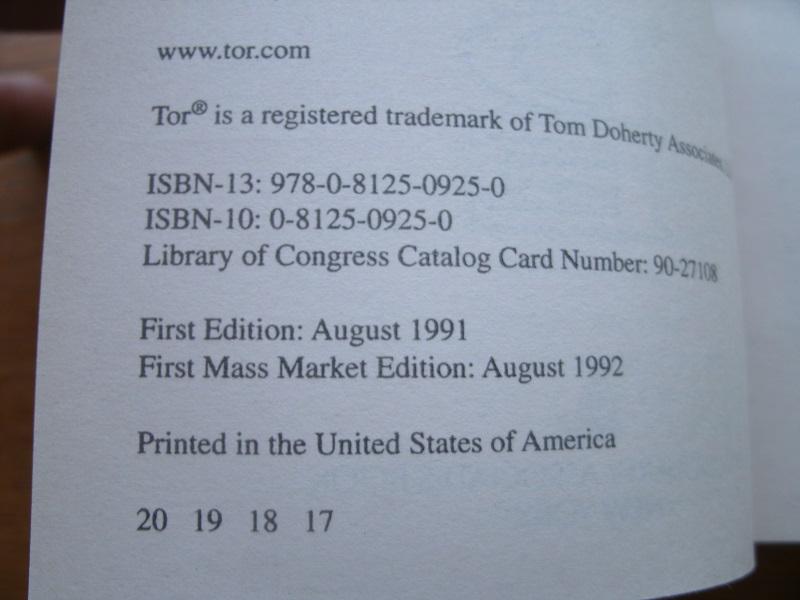 www.tor.com
Tor® is a registered trademark of Tom Doherty Associates,
ISBN-13: 978-0-8125-0925-0
ISBN-10: 0-8125-0925-0
Library of Congress Catalog Card Number: 90-27108
First Edition: August 1991
First Mass Market Edition: August 1992
Printed in the United States of America
20 19 18 17